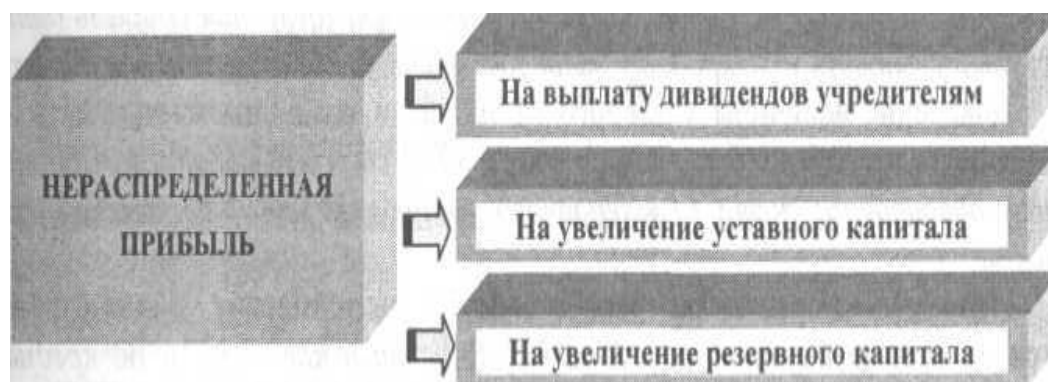 НЕРАСПРЕДЕЛЕННАЯ
ПРИБЫЛЬ
На выплату дивидендов учредителям
На увеличение уставного капитала
На увеличение резервного капитала